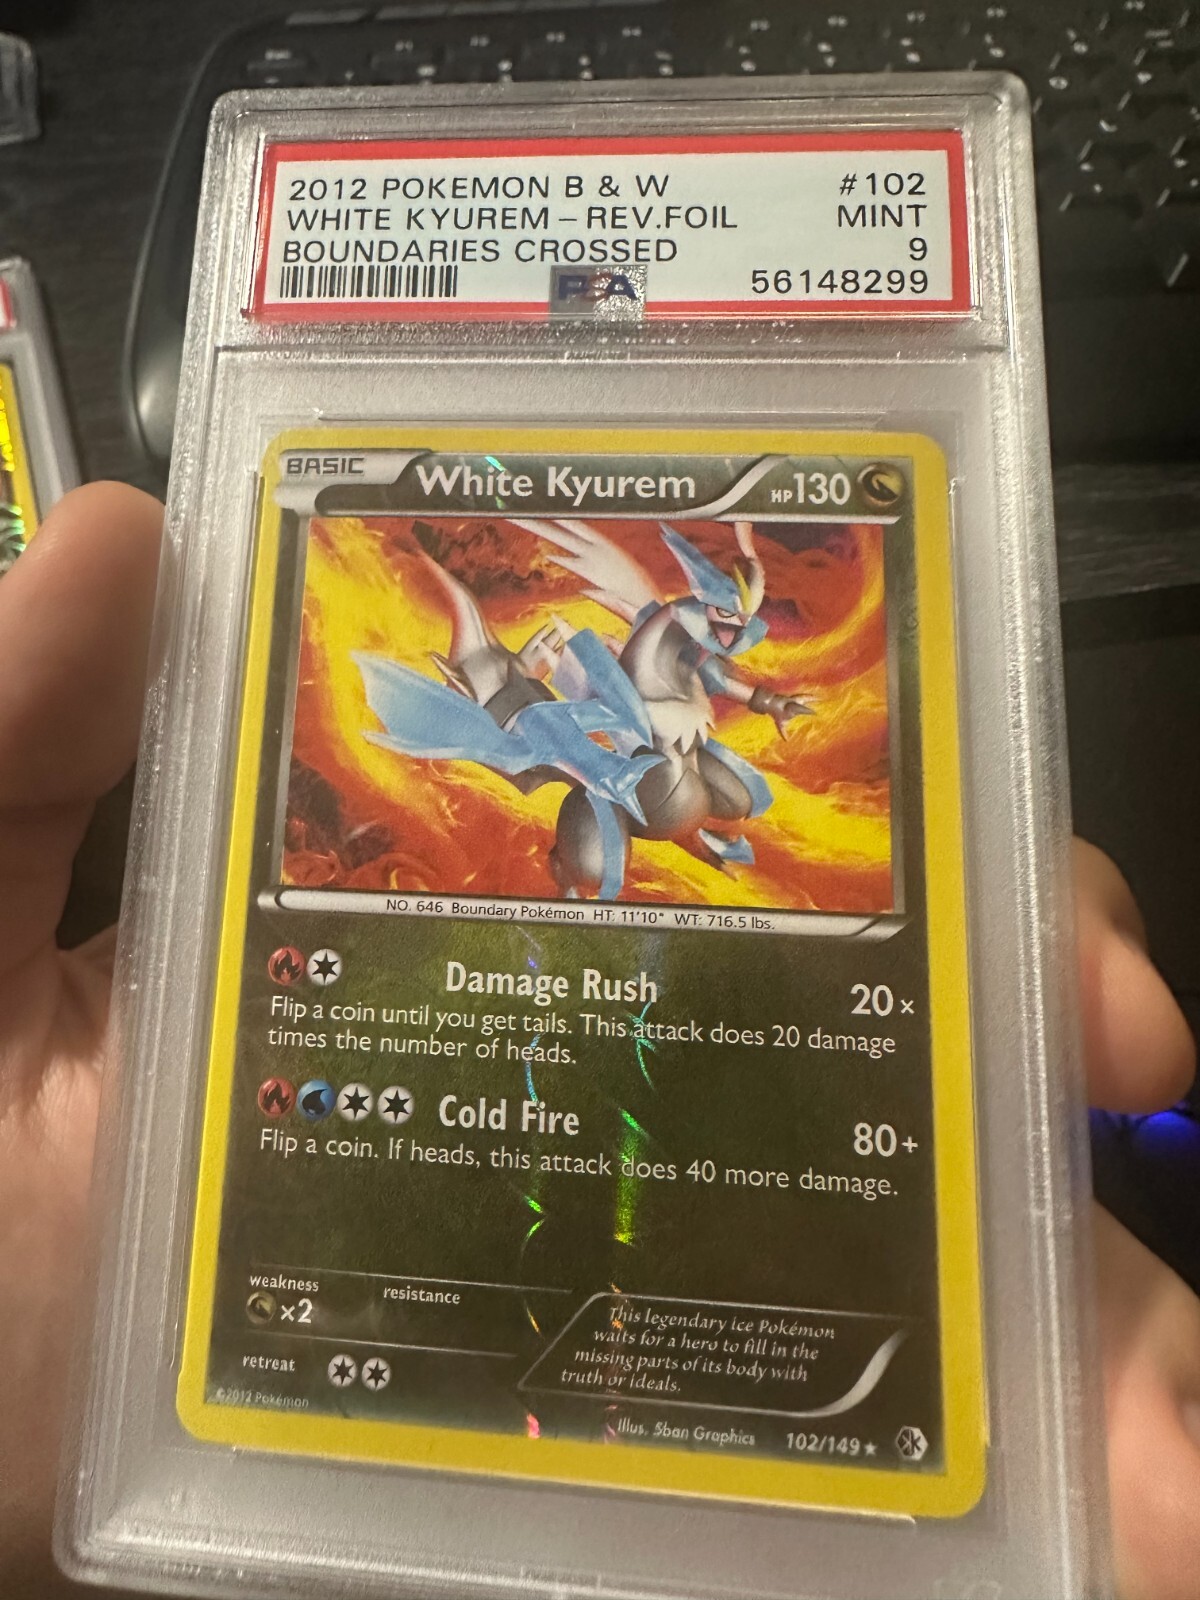 2012 POKEMON B & W #102
WHITE KYUREM - REV.FOIL MINT
BOUNDARIES CROSSED 9
PSA 56148299
BASIC White Kyurem HP130
NO. 646 Boundary Pokémon HT: 11'10" WT: 716.5 lbs.
Damage Rush 20×
Flip a coin until you get tails. This attack does 20 damage
times the number of heads.
Cold Fire 80+
Flip a coin. If heads, this attack does 40 more damage.
weakness resistance
×2
retreat
This legendary ice Pokémon
waits for a hero to fill in the
missing parts of its body with
truth or ideals.
©2012 Pokémon
Illus. 5ban Graphics 102/149